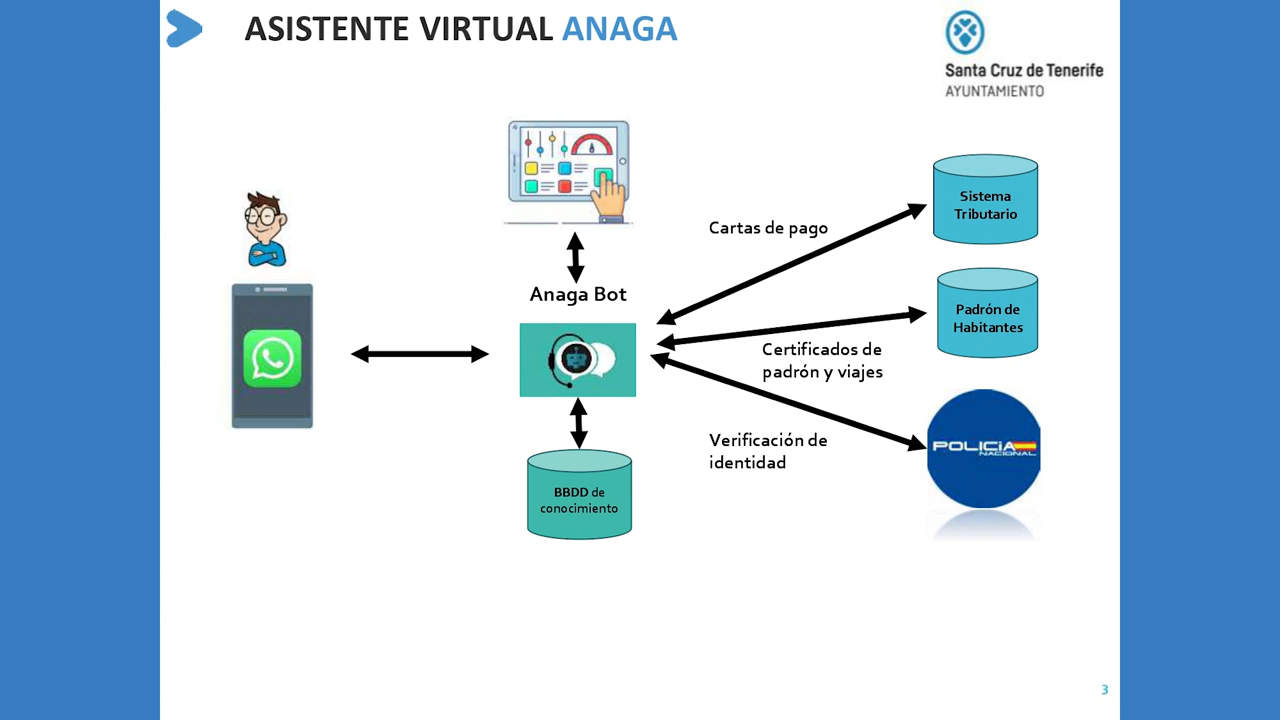 ASISTENTE VIRTUAL ANAGA
Santa Cruz de Tenerife
AYUNTAMIENTO
Anaga Bot
BBDD de
conocimiento
Cartas de pago
Certificados de
padrón y viajes
Verificación de
identidad
Sistema
Tributario
Padrón de
Habitantes
POLICIA
NACIONAL
3